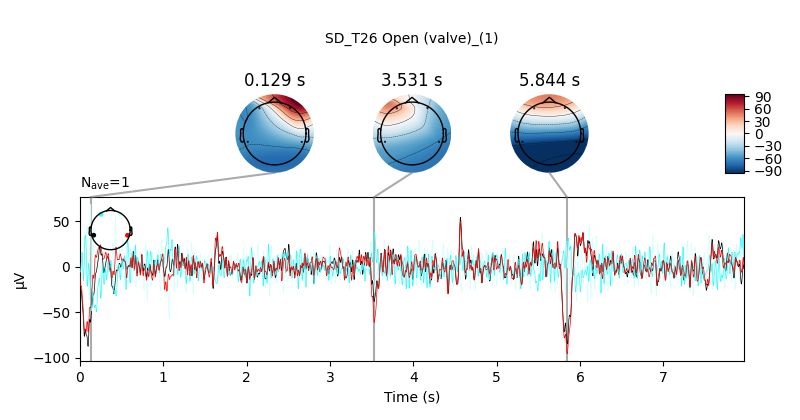 SD_T26 Open (valve)_(1)
0.129 s 3.531 s 5.844 s
90
60
30
0
−30
−60
−90
Nave=1
50
0
−50
−100
µV
0 1 2 3 4 5 6 7
Time (s)